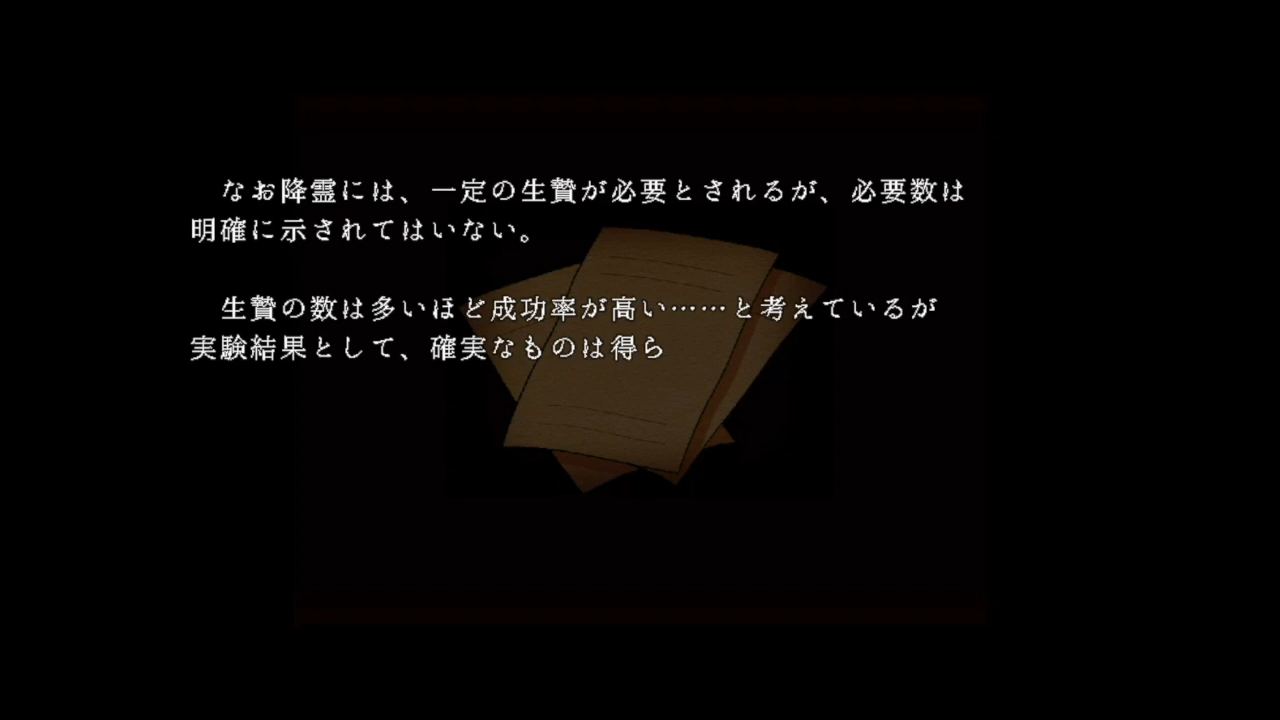 なお降霊には、一定の生贄が必要とされるが、必要数は
明確に示されてはいない。
生贄の数は多いほど成功率が高い……と考えているが
実験結果として、確実なものは得ら